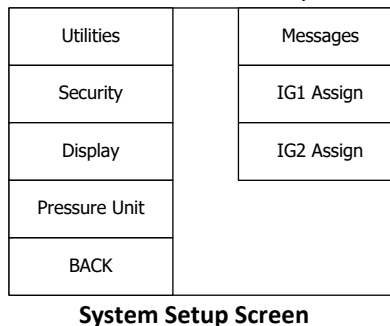 Utilities
Messages
Security
IG1 Assign
Display
IG2 Assign
Pressure Unit
BACK
System Setup Screen